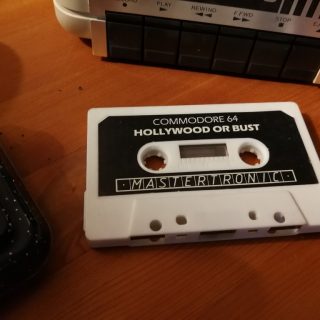 PLAY REWIND F.FWD STOP
COMMODORE 64
HOLLYWOOD OR BUST
MASTERTRONIC